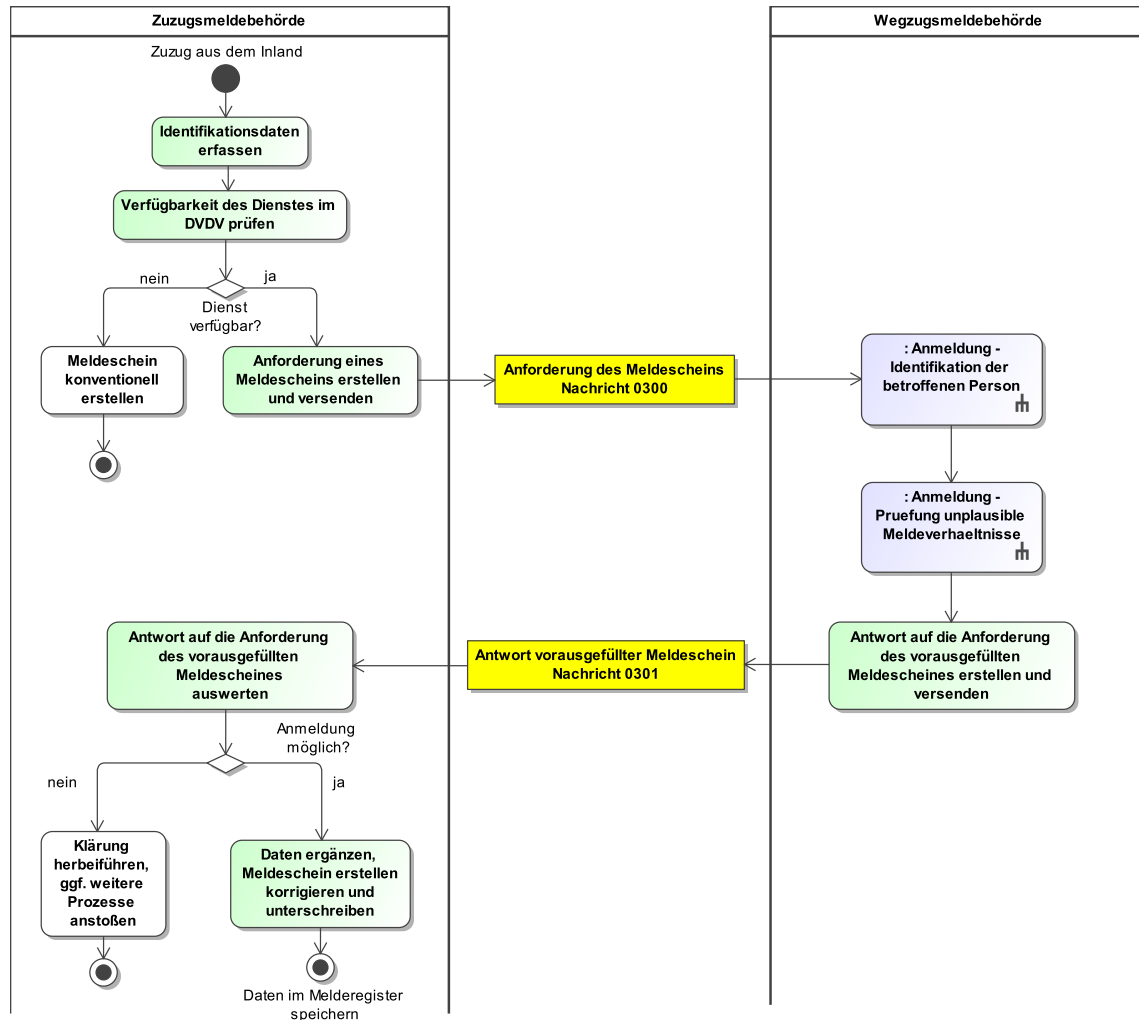 Zuzugsmeldebehörde
Wegzugsmeldebehörde
Zuzug aus dem Inland
Identifikationsdaten
erfassen
Verfügbarkeit des Dienstes im
DVDV prüfen
nein
ja
Dienst
verfügbar?
Meldeschein
konventionell
erstellen
Anforderung eines
Meldescheins erstellen
und versenden
Anforderung des Meldescheins
Nachricht 0300
: Anmeldung -
Identifikation der
betroffenen Person
: Anmeldung -
Pruefung unplausible
Meldeverhaeltnisse
Antwort auf die Anforderung
des vorausgefüllten
Meldescheines erstellen und
versenden
Antwort vorausgefüllter Meldeschein
Nachricht 0301
Antwort auf die Anforderung
des vorausgefüllten
Meldescheines
auswerten
Anmeldung
möglich?
nein
ja
Klärung
herbeiführen,
ggf. weitere
Prozesse
anstoßen
Daten ergänzen,
Meldeschein erstellen
korrigieren und
unterschreiben
Daten im Melderegister
speichern